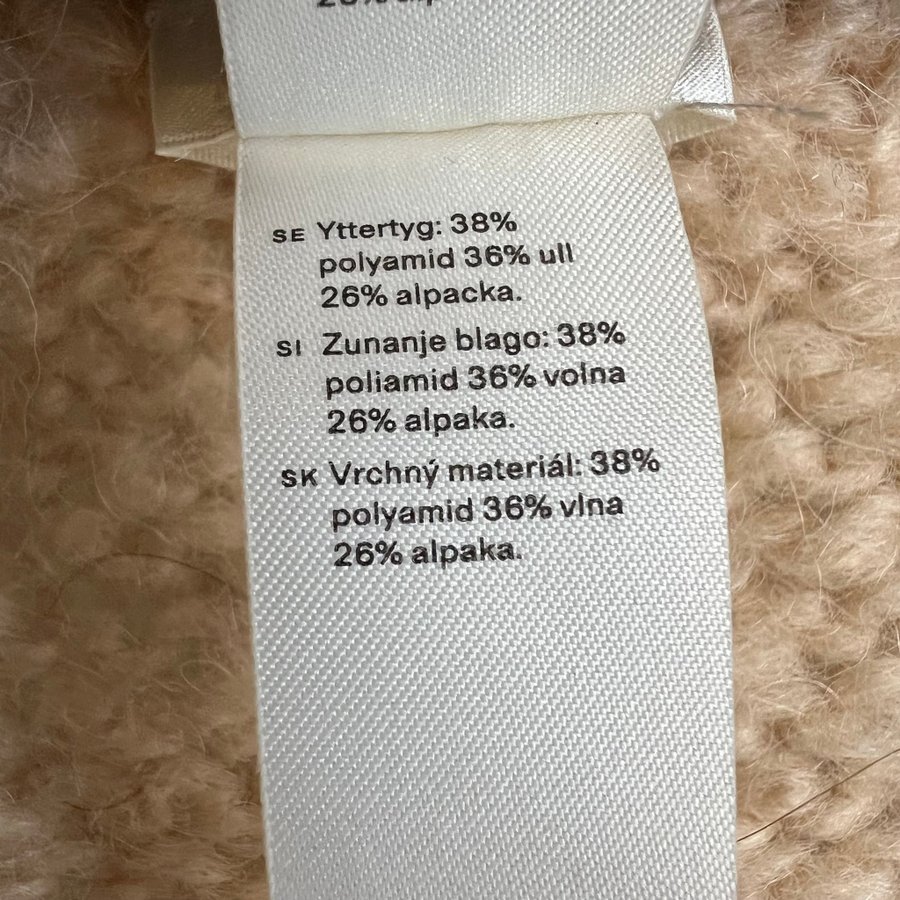 SE Yttertyg: 38%
polyamid 36% ull
26% alpacka.
SI Zunanje blago: 38%
poliamid 36% volna
26% alpaka.
SK Vrchný materiál: 38%
polyamid 36% vlna
26% alpaka.